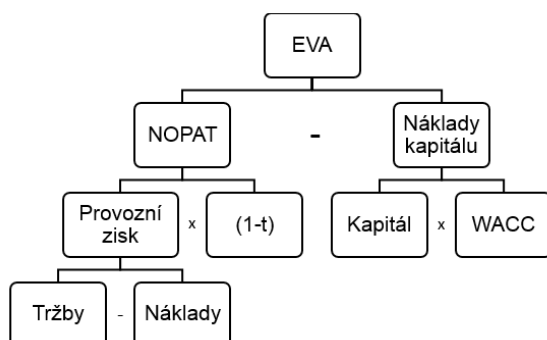 EVA
NOPAT - Náklady
kapitálu
Provozní
zisk x (1-t) Kapitál x WACC
Tržby - Náklady